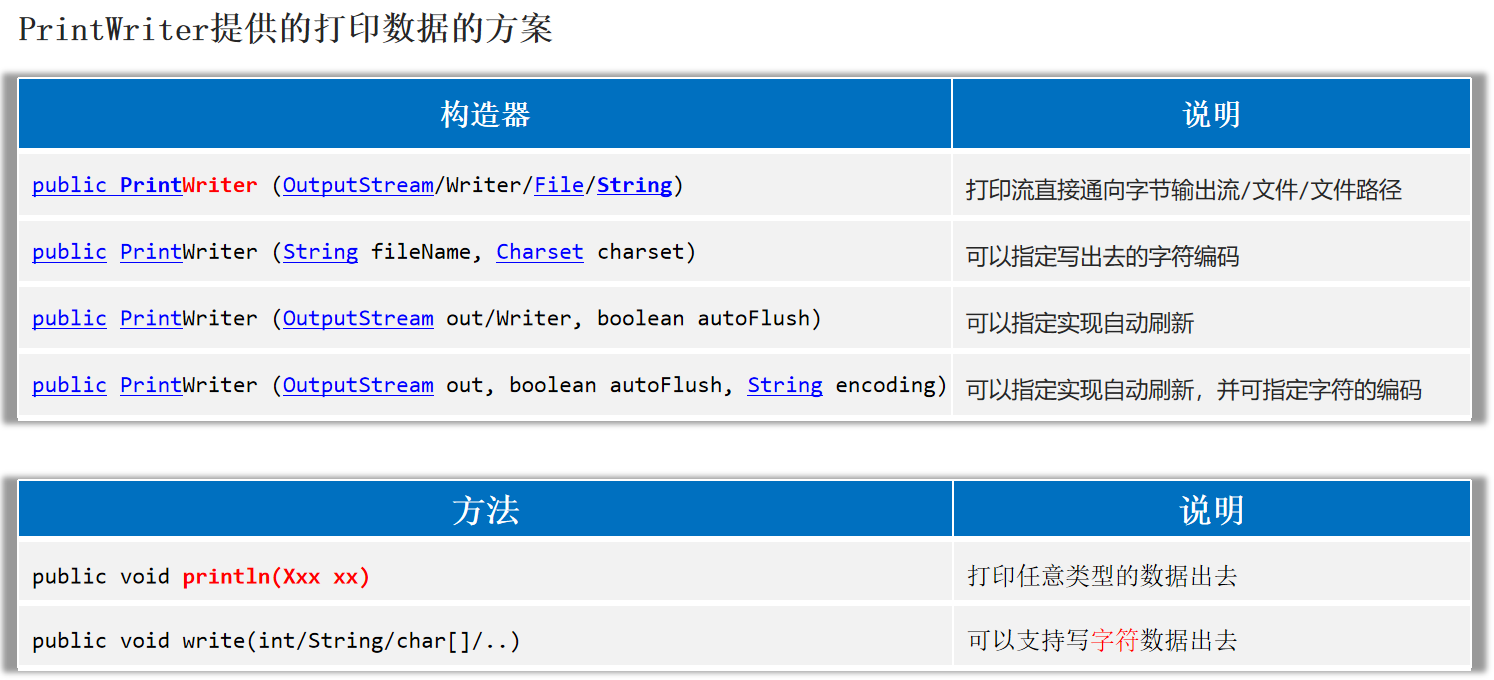 PrintWriter提供的打印数据的方案
构造器 说明
public PrintWriter (OutputStream/Writer/File/String) 打印流直接通向字节输出流/文件/文件路径
public PrintWriter (String fileName, Charset charset) 可以指定写出去的字符编码
public PrintWriter (OutputStream out/Writer, boolean autoFlush) 可以指定实现自动刷新
public PrintWriter (OutputStream out, boolean autoFlush, String encoding) 可以指定实现自动刷新，并可指定字符的编码
方法 说明
public void println(Xxx xx) 打印任意类型的数据出去
public void write(int/String/char[]/..) 可以支持写字符数据出去